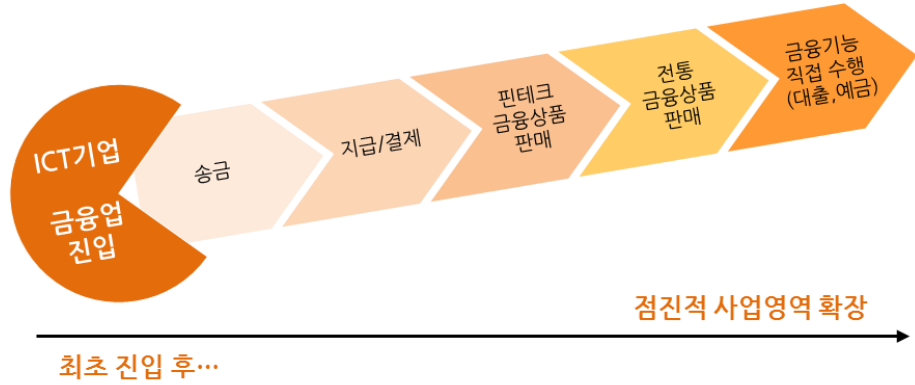 ICT기업
금융업
진입
송금
지급/결제
핀테크
금융상품
판매
전통
금융상품
판매
금융기능
직접 수행
(대출,예금)
점진적 사업영역 확장
최초 진입 후…